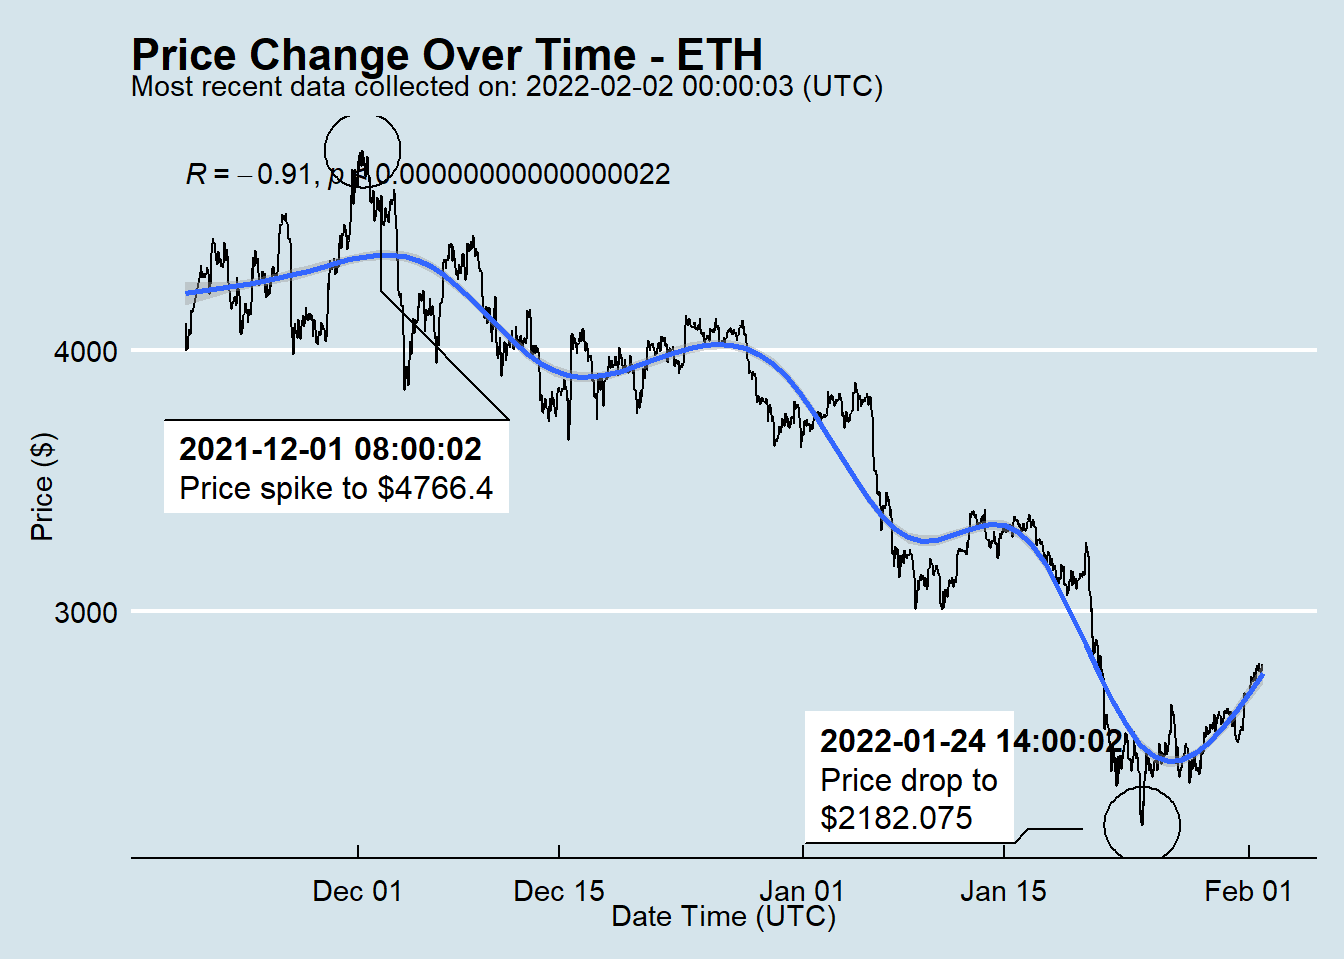 Price Change Over Time - ETH
Most recent data collected on: 2022-02-02 00:00:03 (UTC)
R = −0.91, p < 0.00000000000000022
4000
2021-12-01 08:00:02
Price spike to $4766.4
Price ($)
3000
2022-01-24 14:00:02
Price drop to
$2182.075
Dec 01 Dec 15 Jan 01 Jan 15 Feb 01
Date Time (UTC)